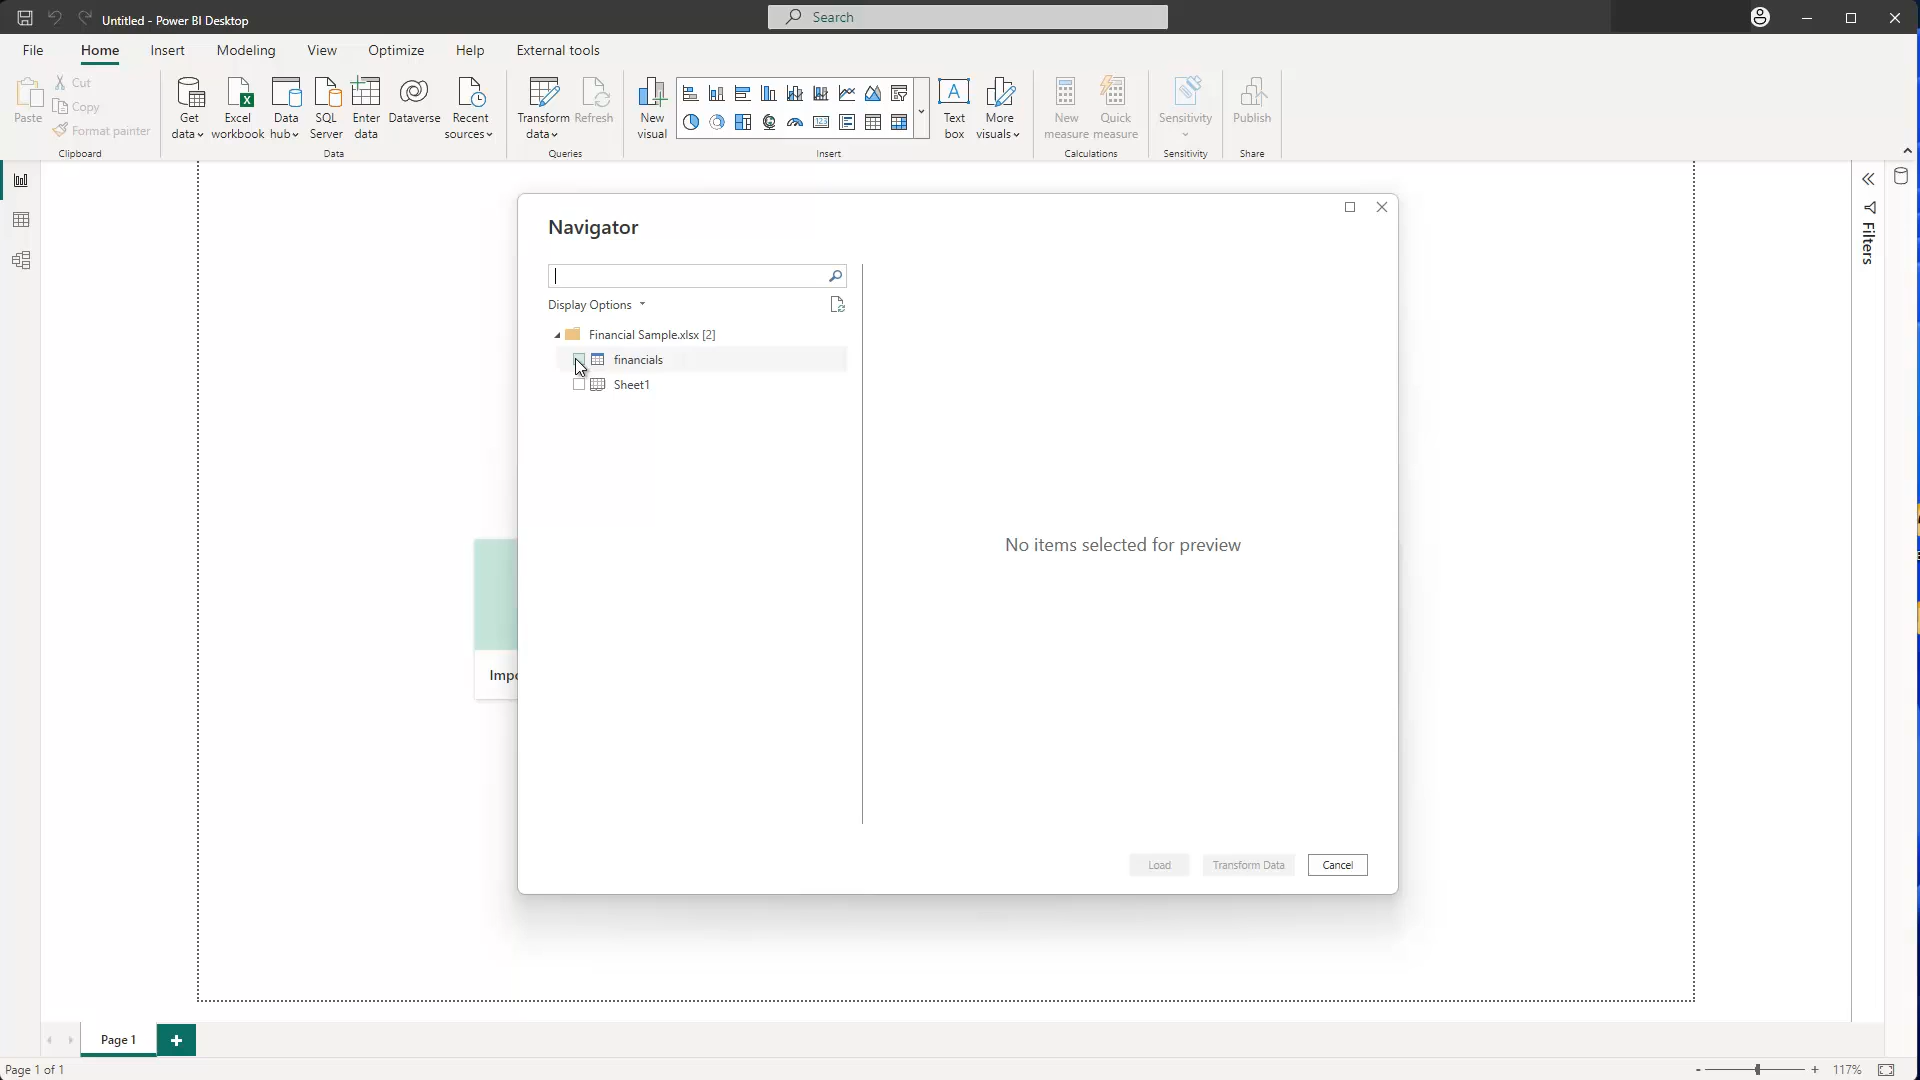 Untitled - Power BI Desktop
Search
File Home Insert Modeling View Optimize Help External tools
Paste
Cut
Copy
Format painter
Clipboard
Get data
Excel workbook
Data hub
SQL Server
Enter data
Dataverse
Recent sources
Data
Transform data
Refresh
Queries
New visual
123
A
Text box
More visuals
Insert
New measure
Quick measure
Calculations
Sensitivity
Sensitivity
Publish
Share
Filters
Navigator
Display Options
Financial Sample.xlsx [2]
financials
Sheet1
No items selected for preview
Load Transform Data Cancel
Impo
Page 1
Page 1 of 1
117%